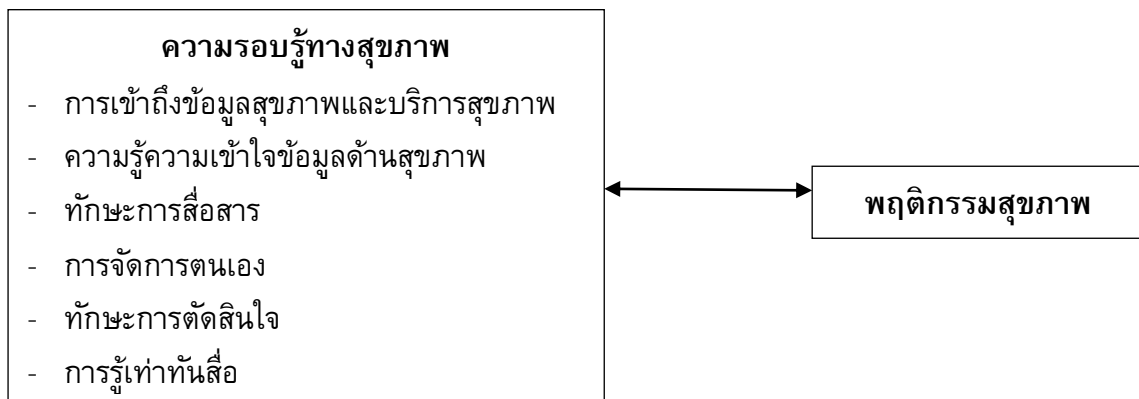 ความรอบรู้ทางสุขภาพ
- การเข้าถึงข้อมูลสุขภาพและบริการสุขภาพ
- ความรู้ความเข้าใจข้อมูลด้านสุขภาพ
- ทักษะการสื่อสาร
- การจัดการตนเอง
- ทักษะการตัดสินใจ
- การรู้เท่าทันสื่อ
พฤติกรรมสุขภาพ